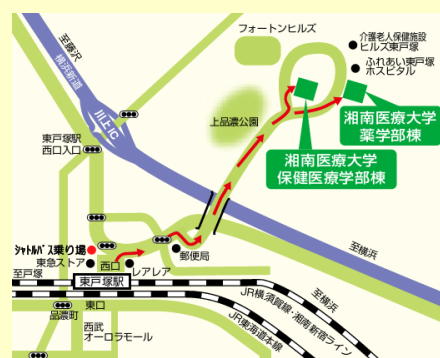 フォートンヒルズ
介護老人保健施設
ヒルズ東戸塚
ふれあい東戸塚
ホスピタル
至藤沢
横浜新道
川上IC
上品濃公園
湘南医療大学
薬学部棟
湘南医療大学
保健医療学部棟
東戸塚駅
西口入口
至横浜
シャトルバス乗り場
東急ストア
西口
レアレア
郵便局
至戸塚
東戸塚駅
東口
品濃町
西武
オーロラモール
至横浜
JR横須賀線・湘南新宿ライン
JR東海道本線